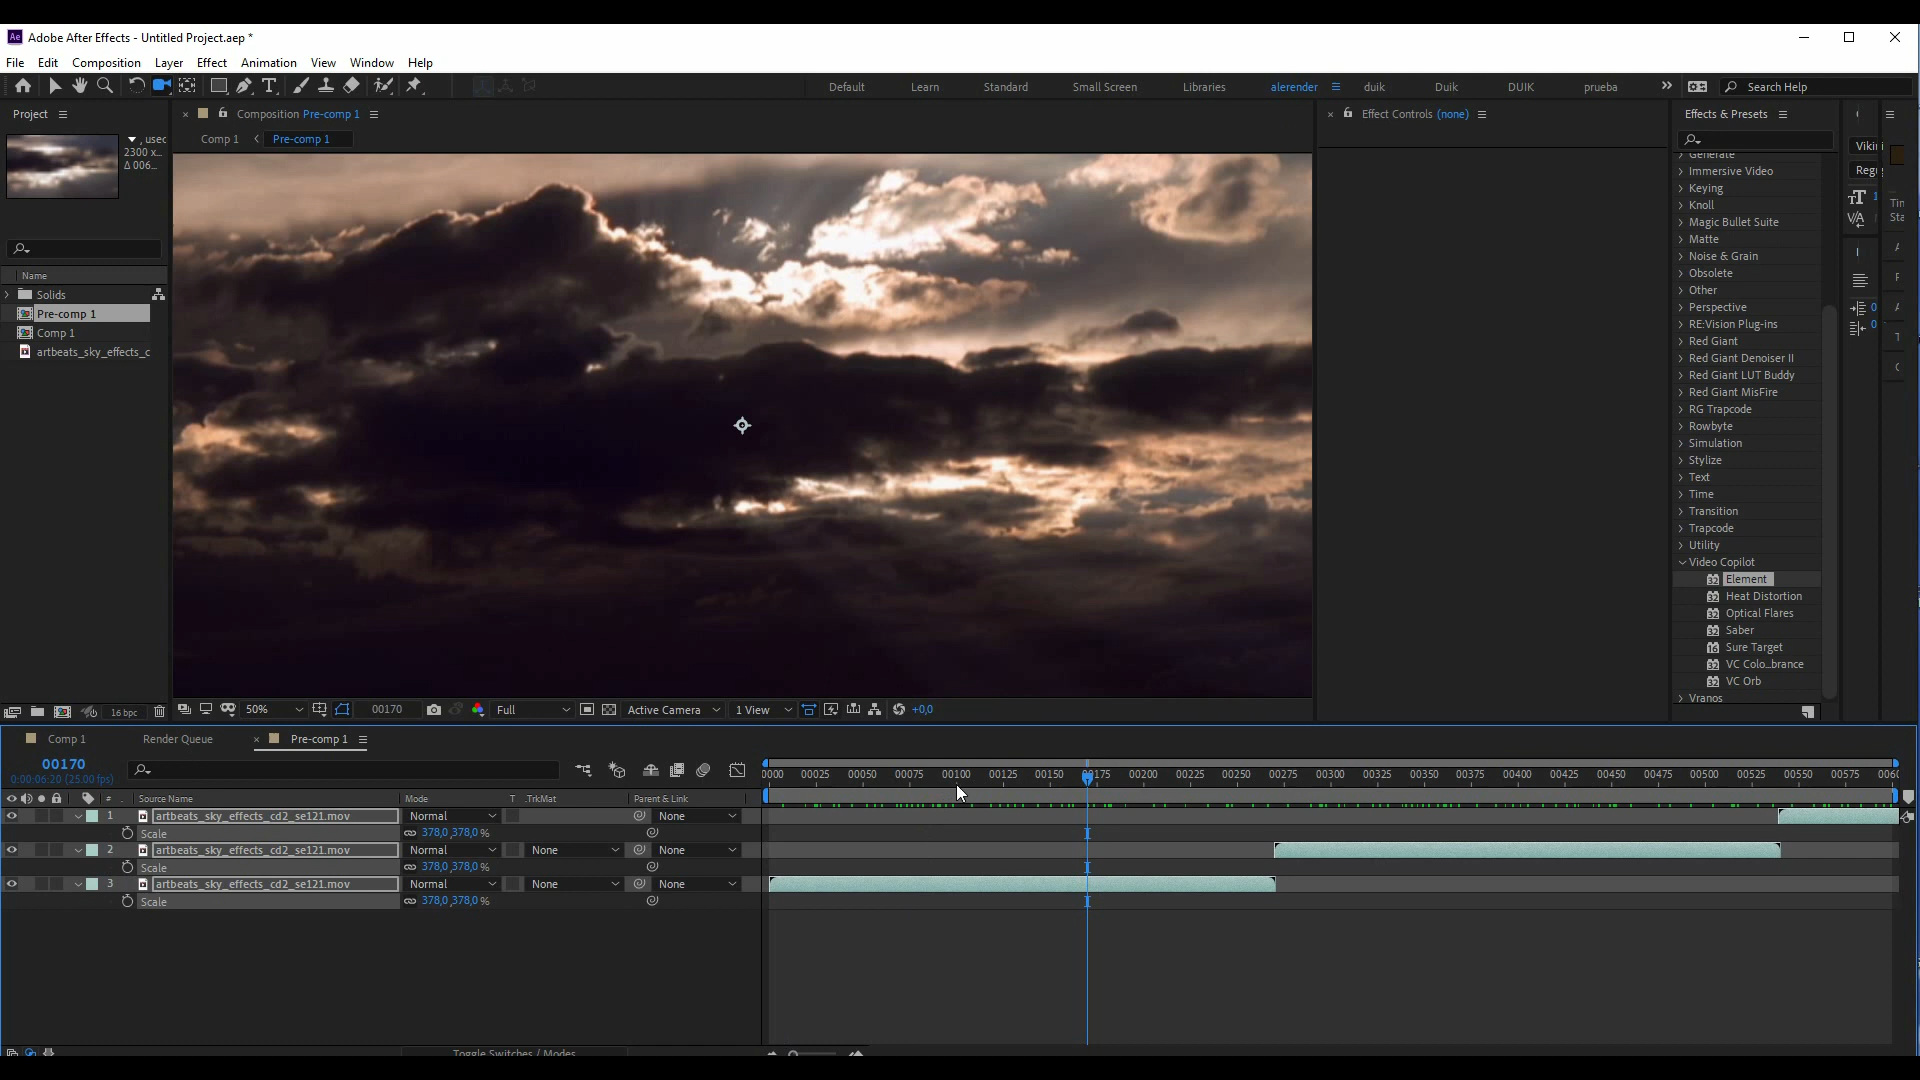 Ae Adobe After Effects - Untitled Project.aep *
File Edit Composition Layer Effect Animation View Window Help
Default Learn Standard Small Screen Libraries alerender duik Duik DUIK prueba Search Help
Project
Composition Pre-comp 1
Effect Controls (none)
Effects & Presets
Comp 1 Pre-comp 1
, usec
2300 x...
Δ 006...
Name
Solids
Pre-comp 1
Comp 1
artbeats_sky_effects_c
Generate
Immersive Video
Keying
Knoll
Magic Bullet Suite
Matte
Noise & Grain
Obsolete
Other
Perspective
RE:Vision Plug-ins
Red Giant
Red Giant Denoiser II
Red Giant LUT Buddy
Red Giant MisFire
RG Trapcode
Rowbyte
Simulation
Stylize
Text
Time
Transition
Trapcode
Utility
Video Copilot
Element
Heat Distortion
Optical Flares
Saber
Sure Target
VC Colo...brance
VC Orb
Vranos
16 bpc
50% 00170 Full Active Camera 1 View +0,0
Comp 1 Render Queue Pre-comp 1
00170
0:00:06:20 (25.00 fps)
0000 00025 00050 00075 00100 00125 00150 00175 00200 00225 00250 00275 00300 00325 00350 00375 00400 00425 00450 00475 00500 00525 00550 00575 0060
# Source Name Mode T .TrkMat Parent & Link
1 artbeats_sky_effects_cd2_se121.mov Normal None
Scale 378,0,378,0 %
2 artbeats_sky_effects_cd2_se121.mov Normal None None
Scale 378,0,378,0 %
3 artbeats_sky_effects_cd2_se121.mov Normal None None
Scale 378,0,378,0 %
Toggle Switches / Modes